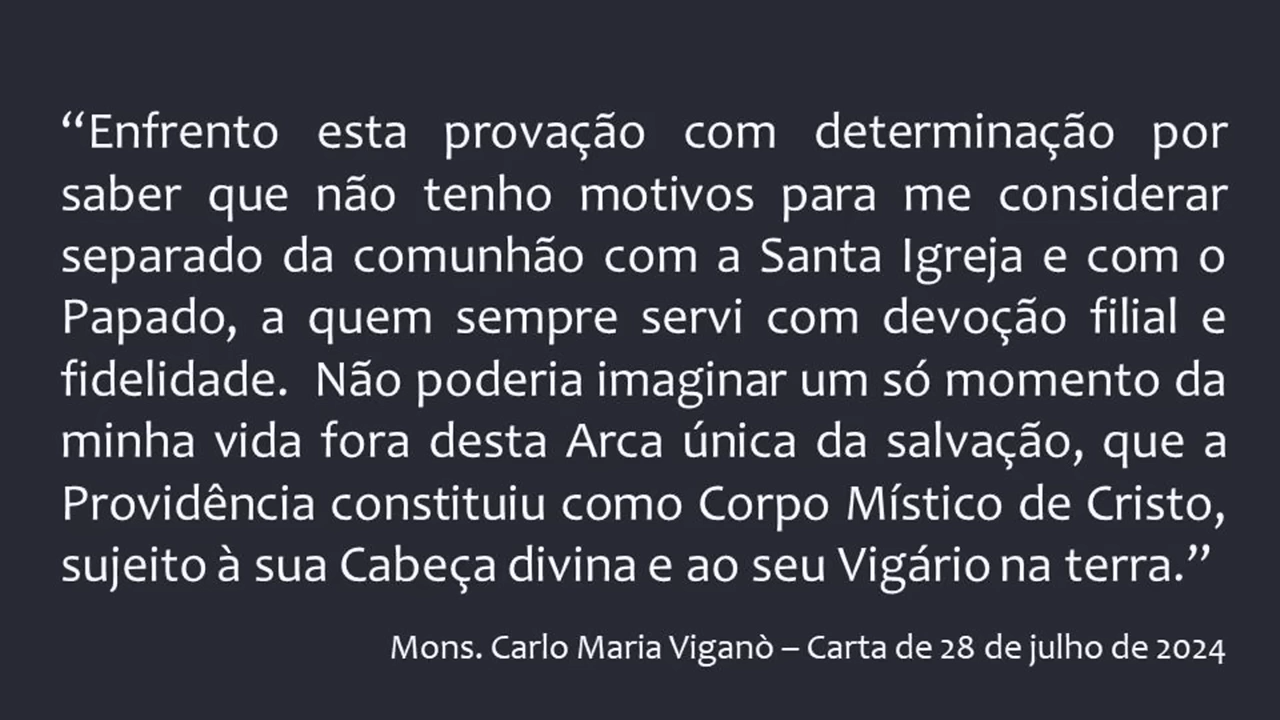 “Enfrento esta provação com determinação por
saber que não tenho motivos para me considerar
separado da comunhão com a Santa Igreja e com o
Papado, a quem sempre servi com devoção filial e
fidelidade. Não poderia imaginar um só momento da
minha vida fora desta Arca única da salvação, que a
Providência constituiu como Corpo Místico de Cristo,
sujeito à sua Cabeça divina e ao seu Vigário na terra.”
Mons. Carlo Maria Viganò – Carta de 28 de julho de 2024